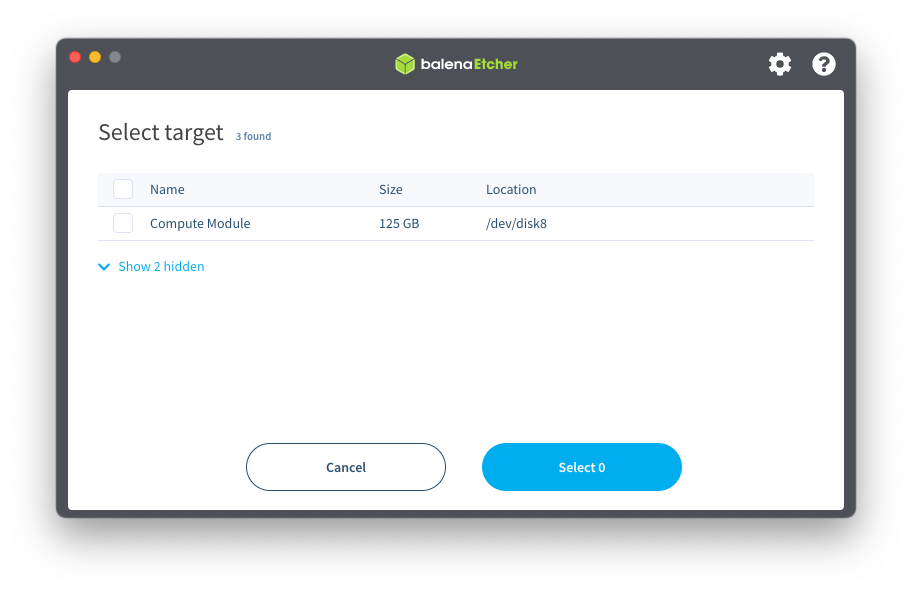 balenaEtcher
Select target 3 found
Name Size Location
Compute Module 125 GB /dev/disk8
Show 2 hidden
Cancel Select 0